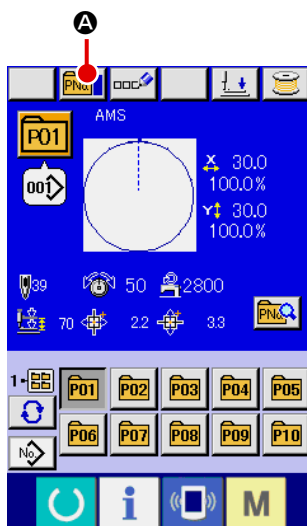 A
PNo.
AMS
P01
001
X 30.0
100.0%
Y 30.0
100.0%
39 50 2800
70 2.2 3.3
PNo.
1-
P01 P02 P03 P04 P05
P06 P07 P08 P09 P10
No.
i M